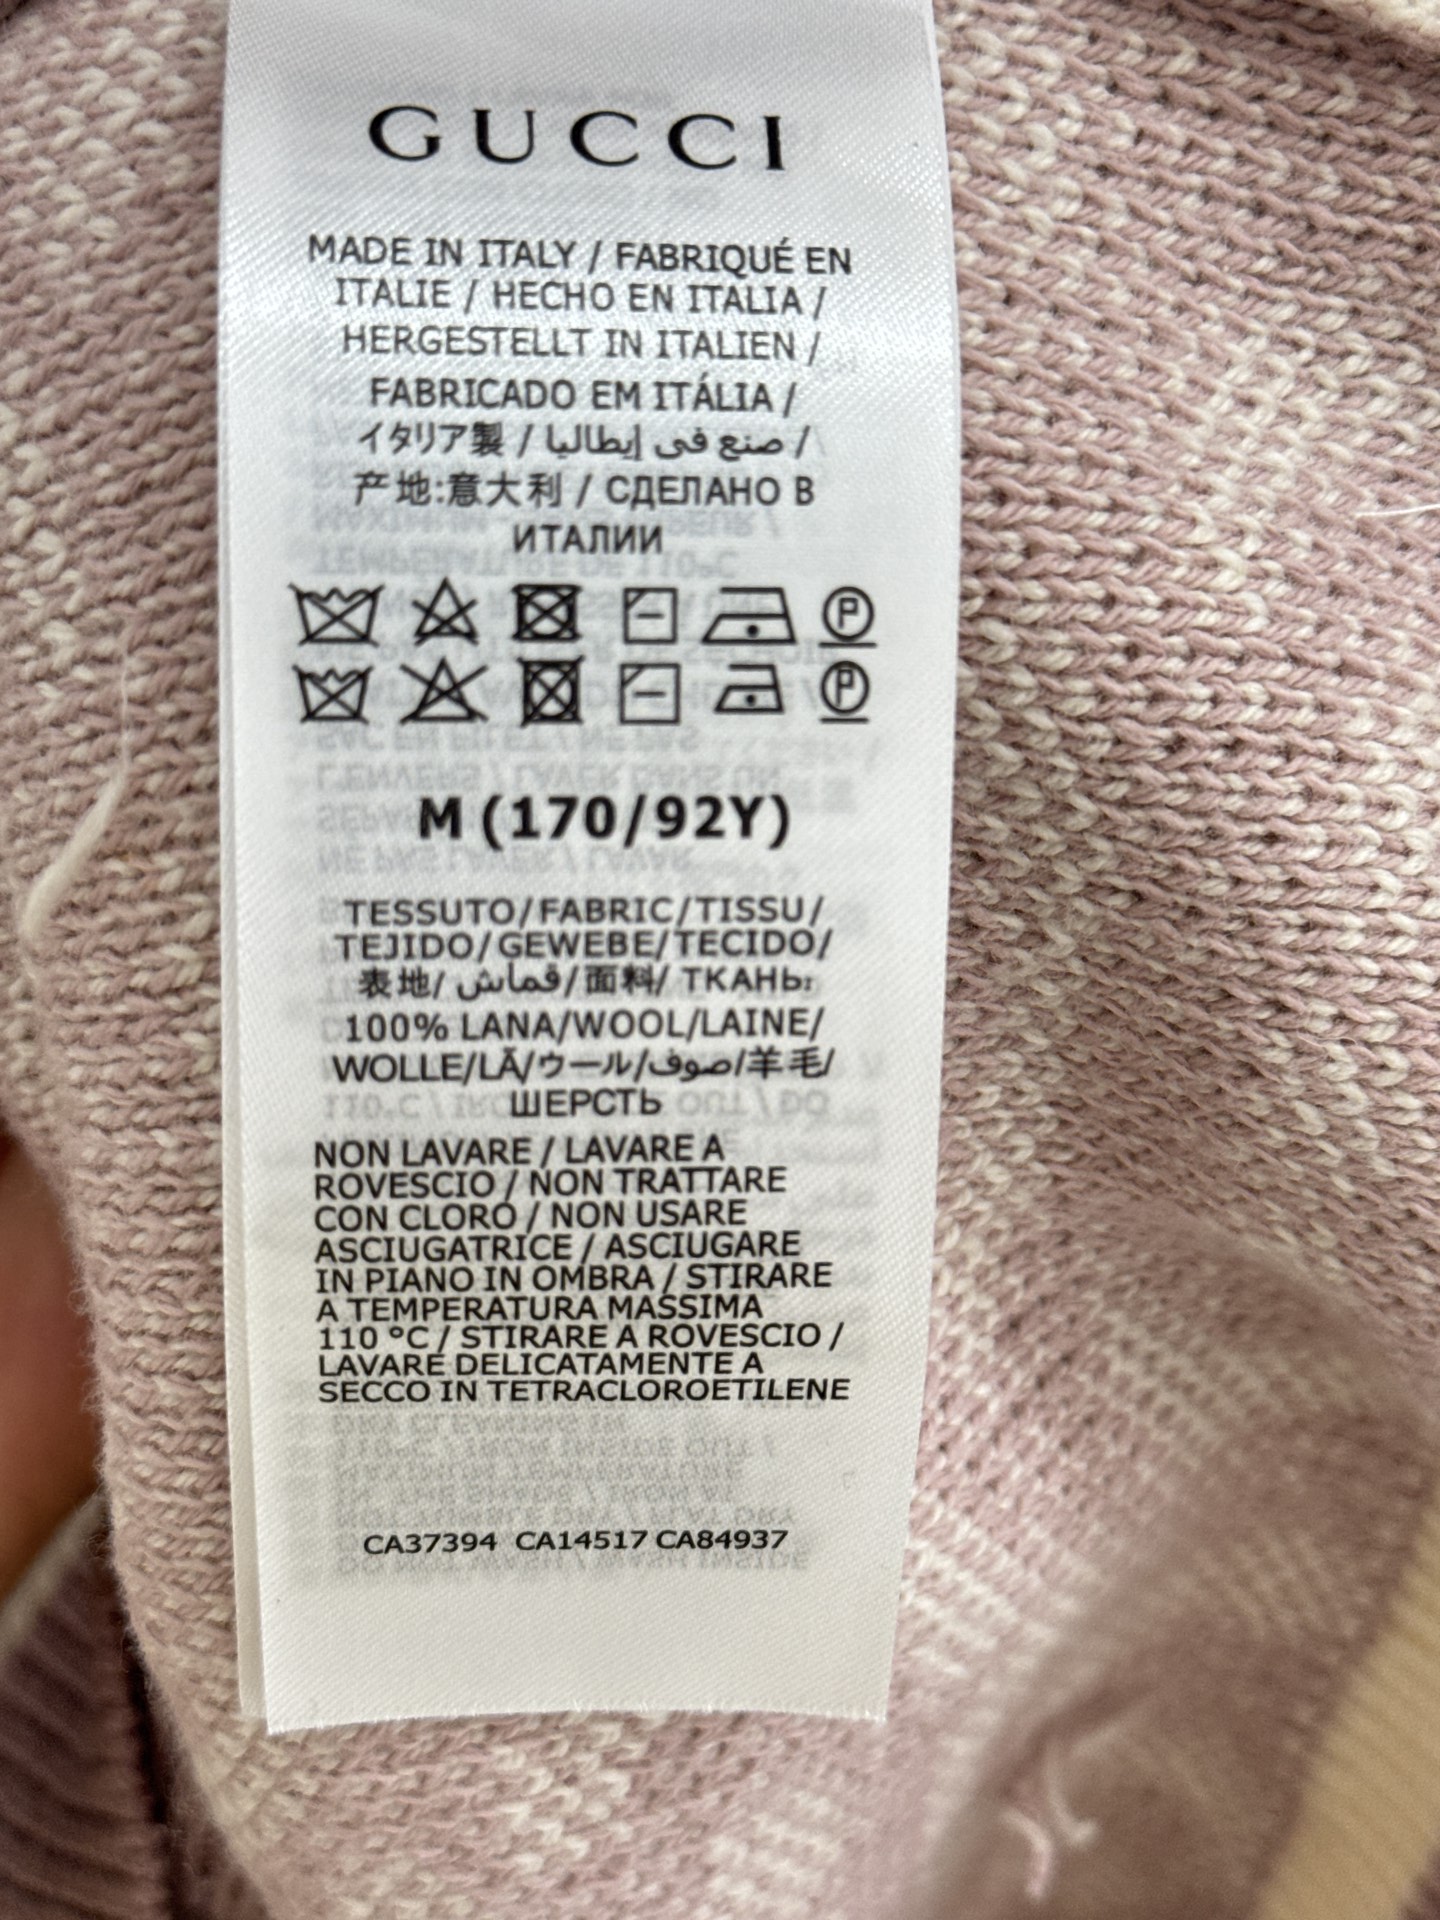 GUCCI
MADE IN ITALY / FABRIQUÉ EN
ITALIE / HECHO EN ITALIA /
HERGESTELLT IN ITALIEN /
FABRICADO EM ITÁLIA /
イタリア製 / صنع في إيطاليا /
产地:意大利 / СДЕЛАНО В
ИТАЛИИ
M (170/92Y)
TESSUTO/FABRIC/TISSU/
TEJIDO/GEWEBE/TECIDO/
表地/ قماش/面料/ ТКАНЬ:
100% LANA/WOOL/LAINE/
WOLLE/LÃ/ウール/صوف/羊毛/
ШЕРСТЬ
NON LAVARE / LAVARE A
ROVESCIO / NON TRATTARE
CON CLORO / NON USARE
ASCIUGATRICE / ASCIUGARE
IN PIANO IN OMBRA / STIRARE
A TEMPERATURA MASSIMA
110 °C / STIRARE A ROVESCIO /
LAVARE DELICATAMENTE A
SECCO IN TETRACLOROETILENE
CA37394 CA14517 CA84937